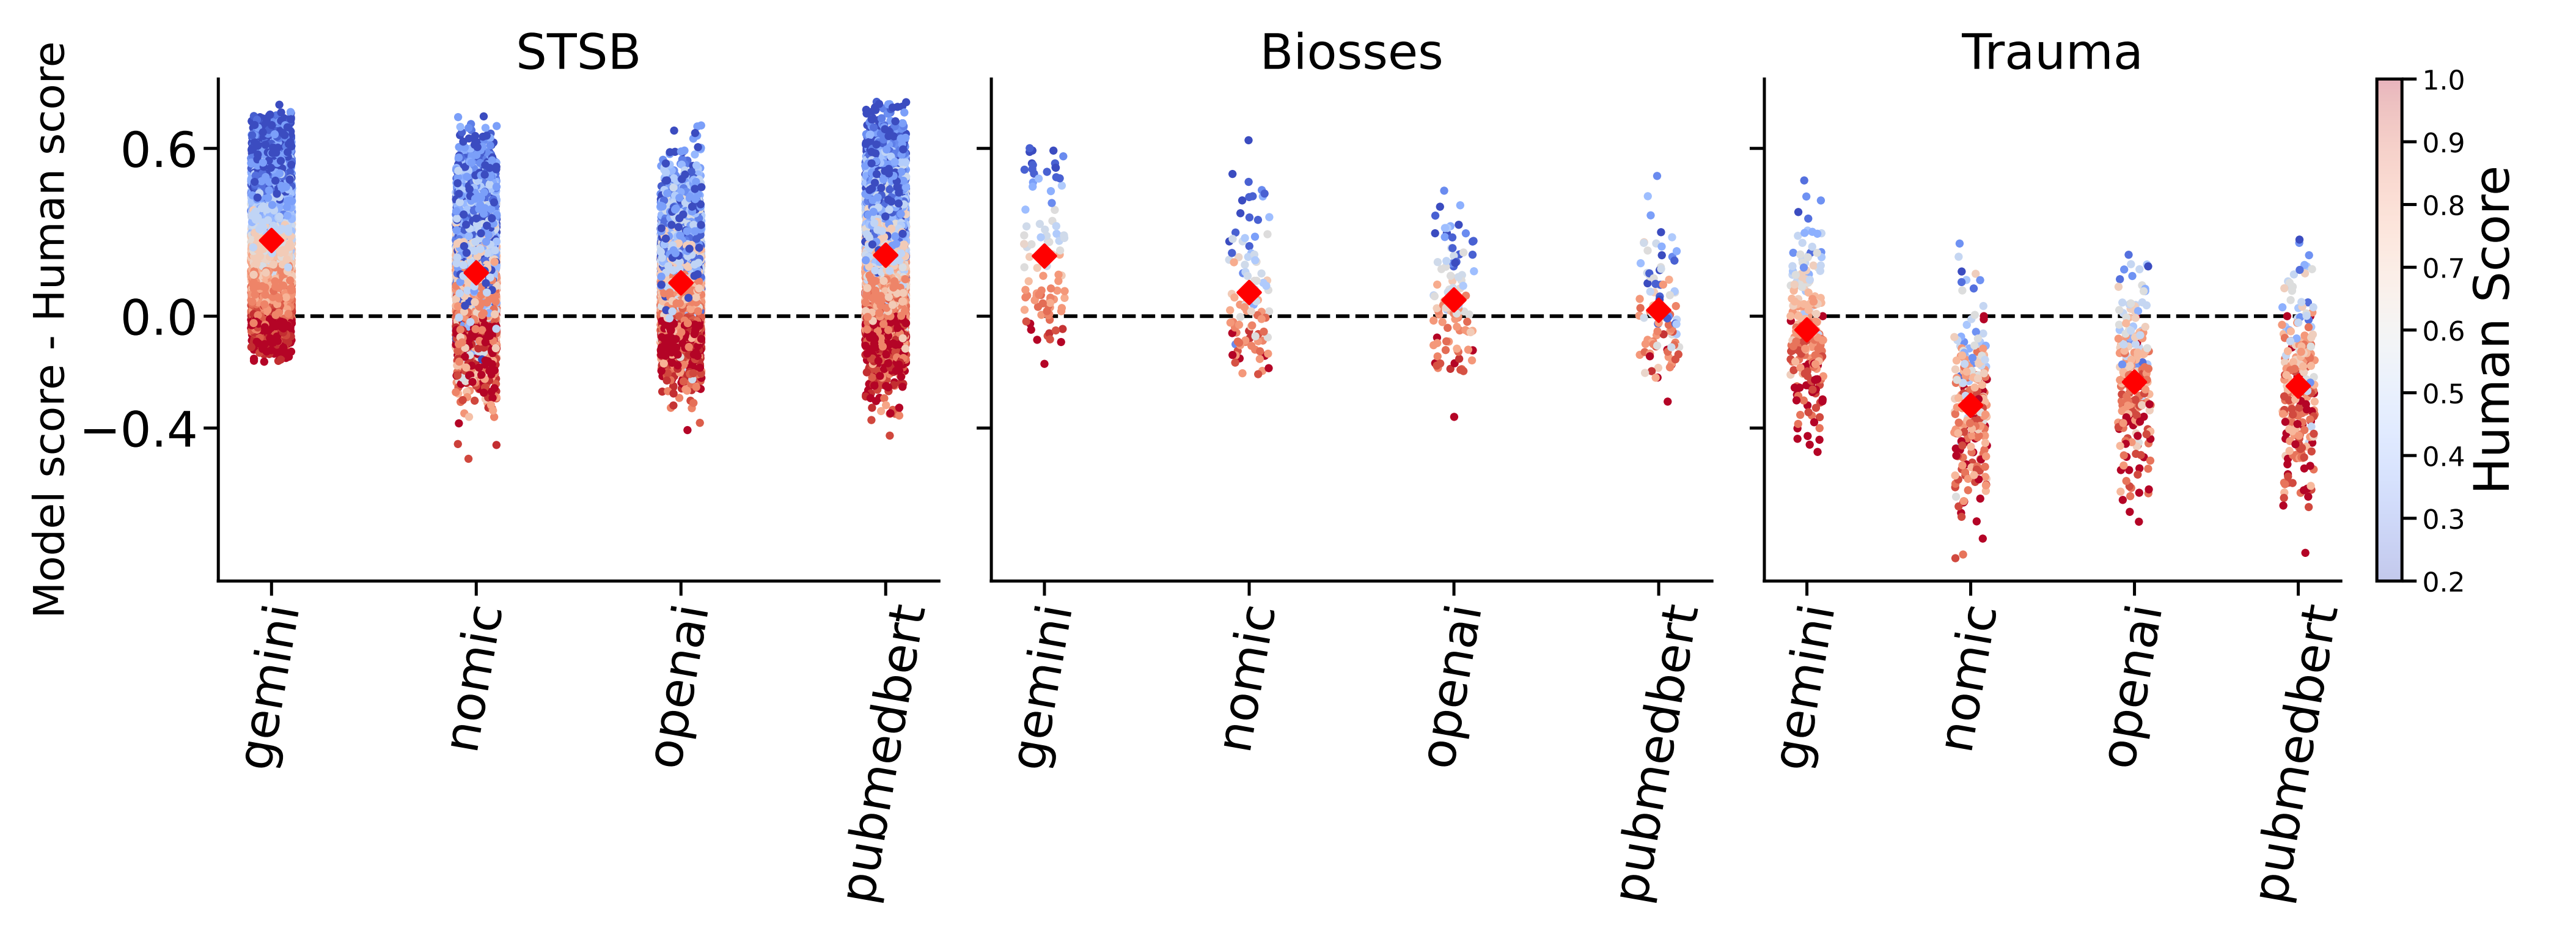 STSB
Biosses
Trauma
Model score - Human score
0.6
0.0
−0.4
gemini
nomic
openai
pubmedbert
gemini
nomic
openai
pubmedbert
gemini
nomic
openai
pubmedbert
1.0
0.9
0.8
0.7
0.6
0.5
0.4
0.3
0.2
Human Score